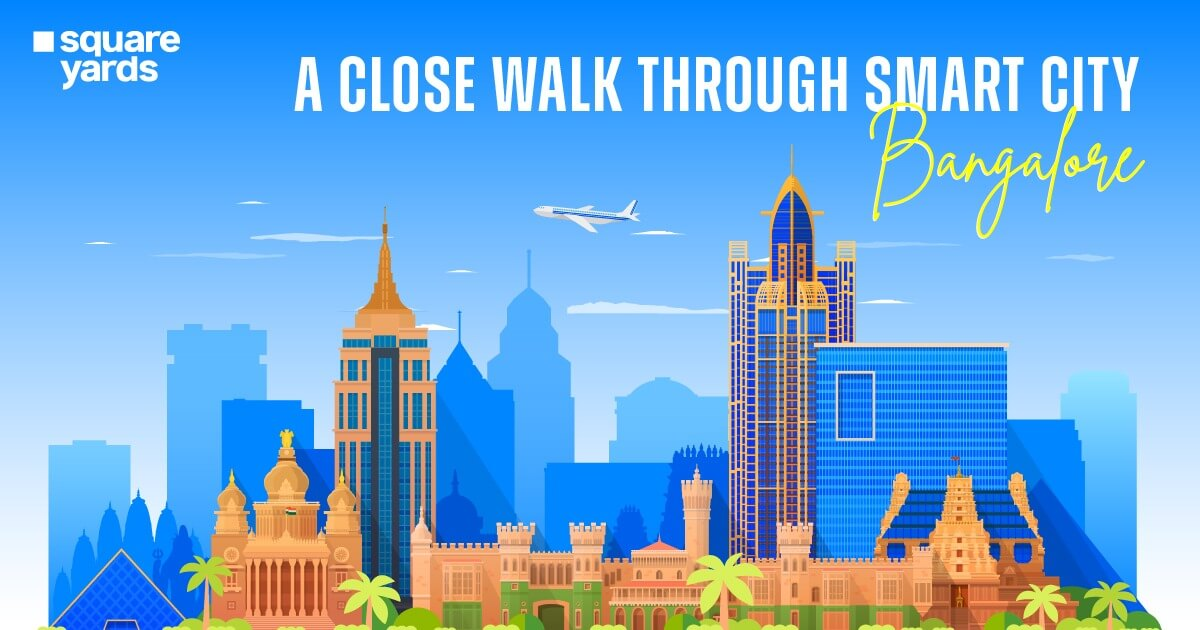 square
yards
A CLOSE WALK THROUGH SMART CITY
Bangalore